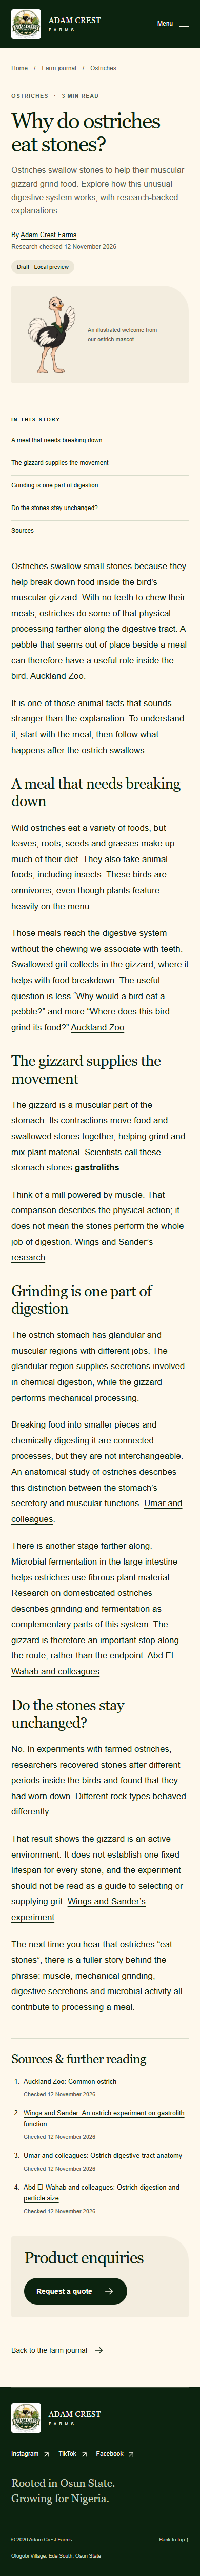 ADAM CREST
FARMS
Menu
Home / Farm journal / Ostriches
OSTRICHES · 3 MIN READ
Why do ostriches
eat stones?
Ostriches swallow stones to help their muscular
gizzard grind food. Explore how this unusual
digestive system works, with research-backed
explanations.
By Adam Crest Farms
Research checked 12 November 2026
Draft · Local preview
An illustrated welcome from
our ostrich mascot.
IN THIS STORY
A meal that needs breaking down
The gizzard supplies the movement
Grinding is one part of digestion
Do the stones stay unchanged?
Sources
Ostriches swallow small stones because they
help break down food inside the bird's
muscular gizzard. With no teeth to chew their
meals, ostriches do some of that physical
processing farther along the digestive tract. A
pebble that seems out of place beside a meal
can therefore have a useful role inside the
bird. Auckland Zoo.
It is one of those animal facts that sounds
stranger than the explanation. To understand
it, start with the meal, then follow what
happens after the ostrich swallows.
A meal that needs breaking
down
Wild ostriches eat a variety of foods, but
leaves, roots, seeds and grasses make up
much of their diet. They also take animal
foods, including insects. These birds are
omnivores, even though plants feature
heavily on the menu.
Those meals reach the digestive system
without the chewing we associate with teeth.
Swallowed grit collects in the gizzard, where it
helps with food breakdown. The useful
question is less “Why would a bird eat a
pebble?” and more “Where does this bird
grind its food?” Auckland Zoo.
The gizzard supplies the
movement
The gizzard is a muscular part of the
stomach. Its contractions move food and
swallowed stones together, helping grind and
mix plant material. Scientists call these
stomach stones gastroliths.
Think of a mill powered by muscle. That
comparison describes the physical action; it
does not mean the stones perform the whole
job of digestion. Wings and Sander's
research.
Grinding is one part of
digestion
The ostrich stomach has glandular and
muscular regions with different jobs. The
glandular region supplies secretions involved
in chemical digestion, while the gizzard
performs mechanical processing.
Breaking food into smaller pieces and
chemically digesting it are connected
processes, but they are not interchangeable.
An anatomical study of ostriches describes
this distinction between the stomach's
secretory and muscular functions. Umar and
colleagues.
There is another stage farther along.
Microbial fermentation in the large intestine
helps ostriches use fibrous plant material.
Research on domesticated ostriches
describes grinding and fermentation as
complementary parts of this system. The
gizzard is therefore an important stop along
the route, rather than the endpoint. Abd El-
Wahab and colleagues.
Do the stones stay
unchanged?
No. In experiments with farmed ostriches,
researchers recovered stones after different
periods inside the birds and found that they
had worn down. Different rock types behaved
differently.
That result shows the gizzard is an active
environment. It does not establish one fixed
lifespan for every stone, and the experiment
should not be read as a guide to selecting or
supplying grit. Wings and Sander's
experiment.
The next time you hear that ostriches “eat
stones”, there is a fuller story behind the
phrase: muscle, mechanical grinding,
digestive secretions and microbial activity all
contribute to processing a meal.
Sources & further reading
1. Auckland Zoo: Common ostrich
Checked 12 November 2026
2. Wings and Sander: An ostrich experiment on gastrolith
function
Checked 12 November 2026
3. Umar and colleagues: Ostrich digestive-tract anatomy
Checked 12 November 2026
4. Abd El-Wahab and colleagues: Ostrich digestion and
particle size
Checked 12 November 2026
Product enquiries
Request a quote
Back to the farm journal
ADAM CREST
FARMS
Instagram TikTok Facebook
Rooted in Osun State.
Growing for Nigeria.
© 2026 Adam Crest Farms
Back to top ↑
Ologobi Village, Ede South, Osun State